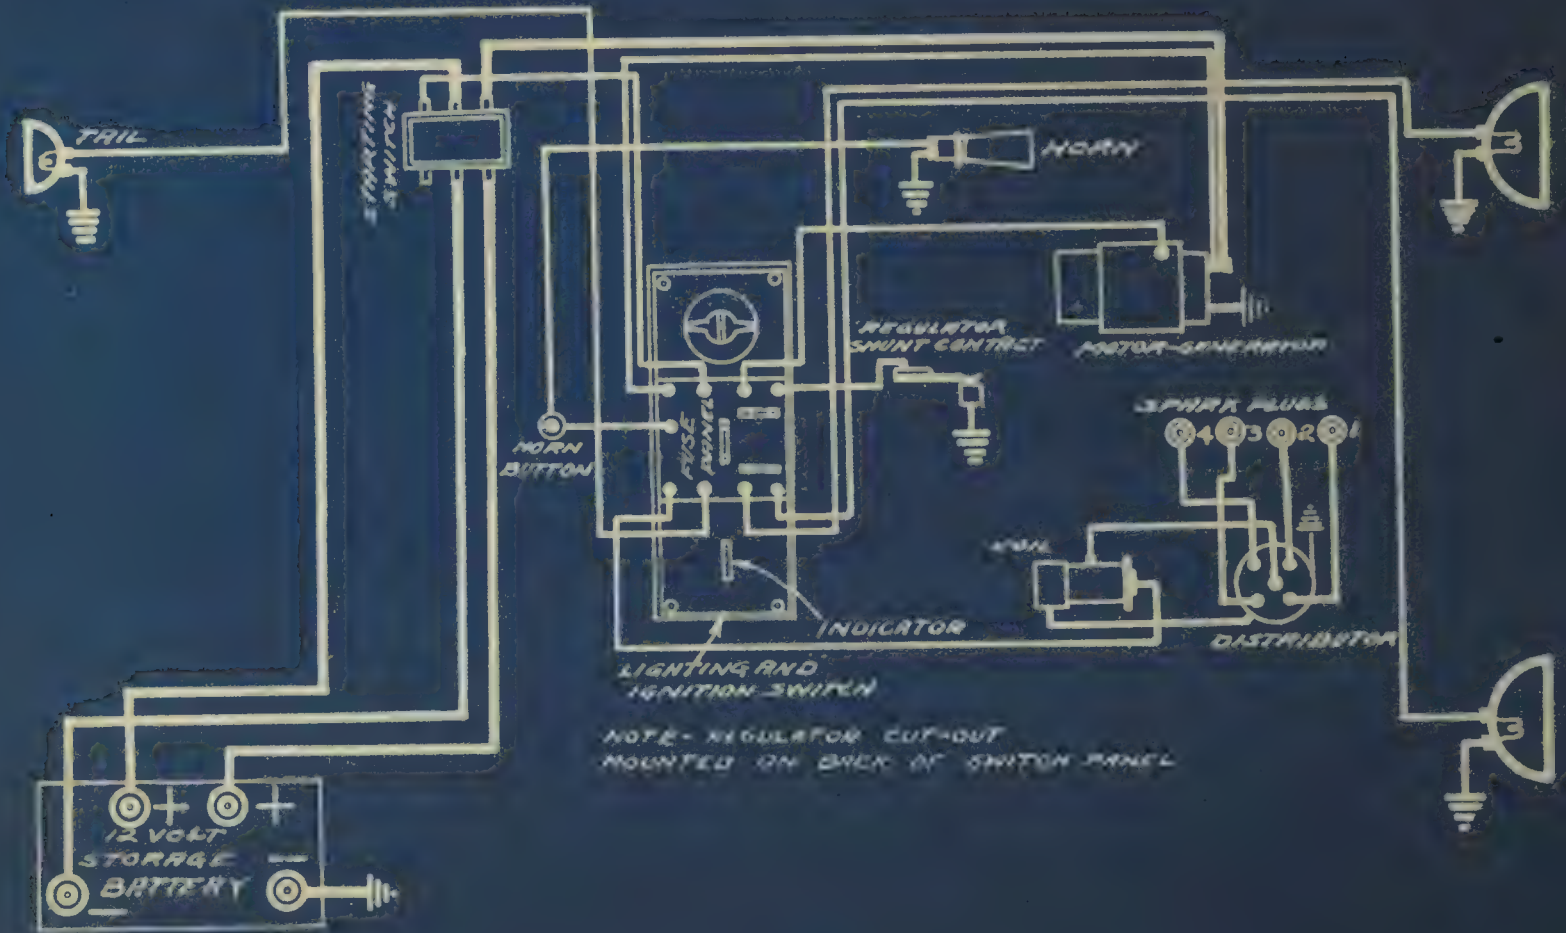 TAIL
STARTING
SWITCH
HORN
REGULATOR
SHUNT CONTACT
MOTOR-GENERATOR
SPARK PLUGS
4 3 2 1
FUSE
PANEL
HORN
BUTTON
COIL
INDICATOR
DISTRIBUTOR
LIGHTING AND
IGNITION SWITCH
NOTE- REGULATOR CUT-OUT
MOUNTED ON BACK OF SWITCH PANEL
+ +
12 VOLT
STORAGE -
BATTERY
-